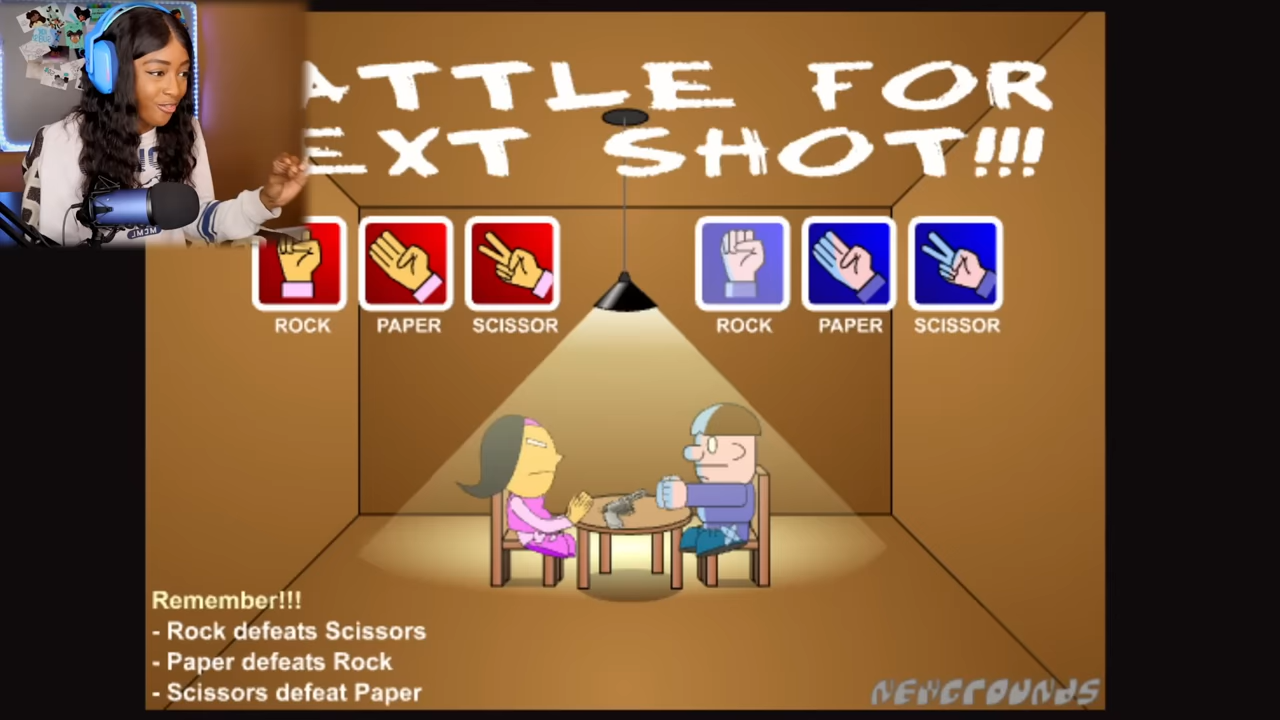 ATTLE FOR
EXT SHOT!!!
ROCK PAPER SCISSOR ROCK PAPER SCISSOR
Remember!!!
- Rock defeats Scissors
- Paper defeats Rock
- Scissors defeat Paper
NEWGROUNDS